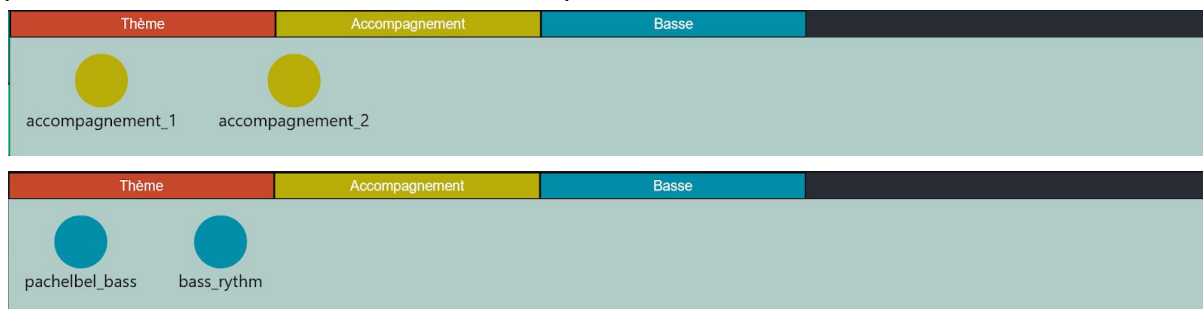 Thème Accompagnement Basse
accompagnement_1 accompagnement_2
Thème Accompagnement Basse
pachelbel_bass bass_rythm